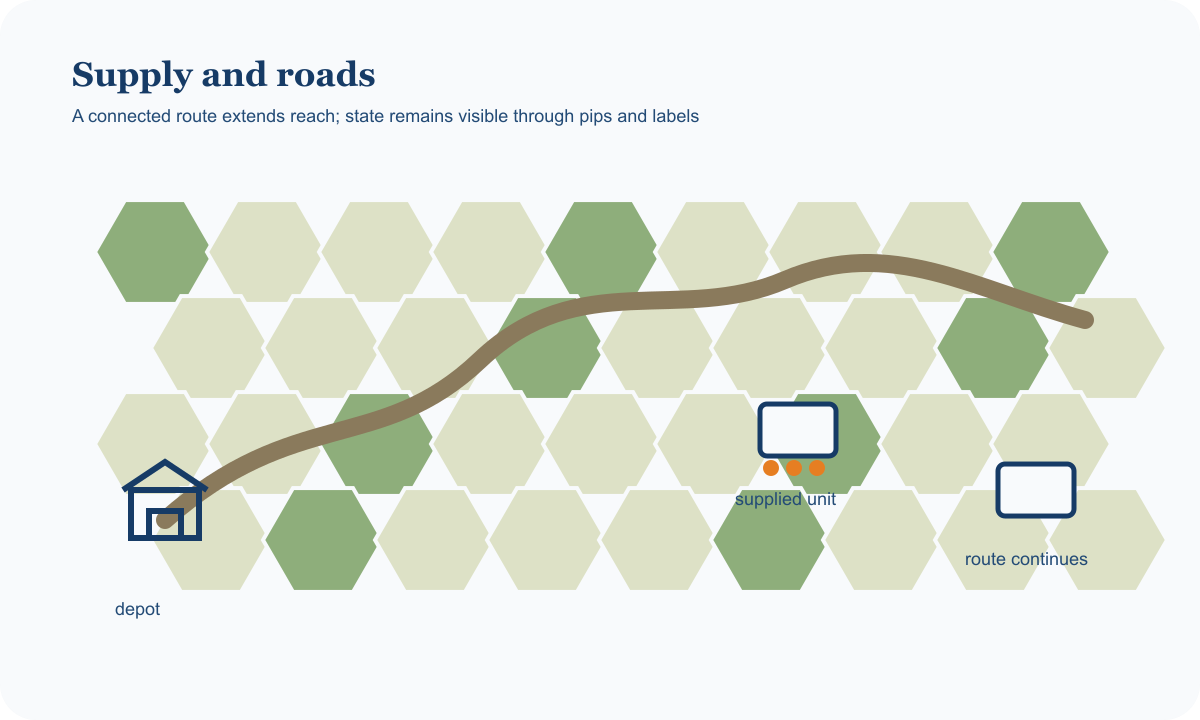 Supply and roads
A connected route extends reach; state remains visible through pips and labels
supplied unit
route continues
depot